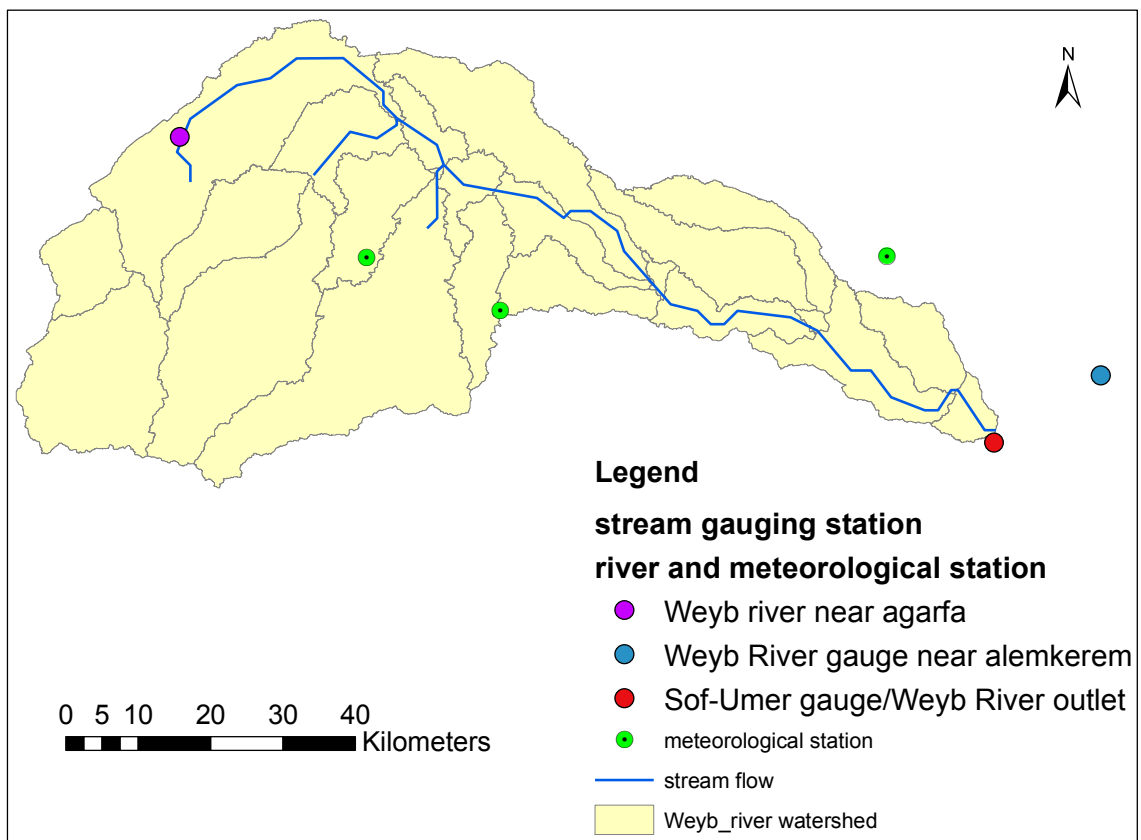 N
Legend
stream gauging station
river and meteorological station
Weyb river near agarfa
Weyb River gauge near alemkerem
Sof-Umer gauge/Weyb River outlet
meteorological station
stream flow
Weyb_river watershed
0 5 10 20 30 40
Kilometers